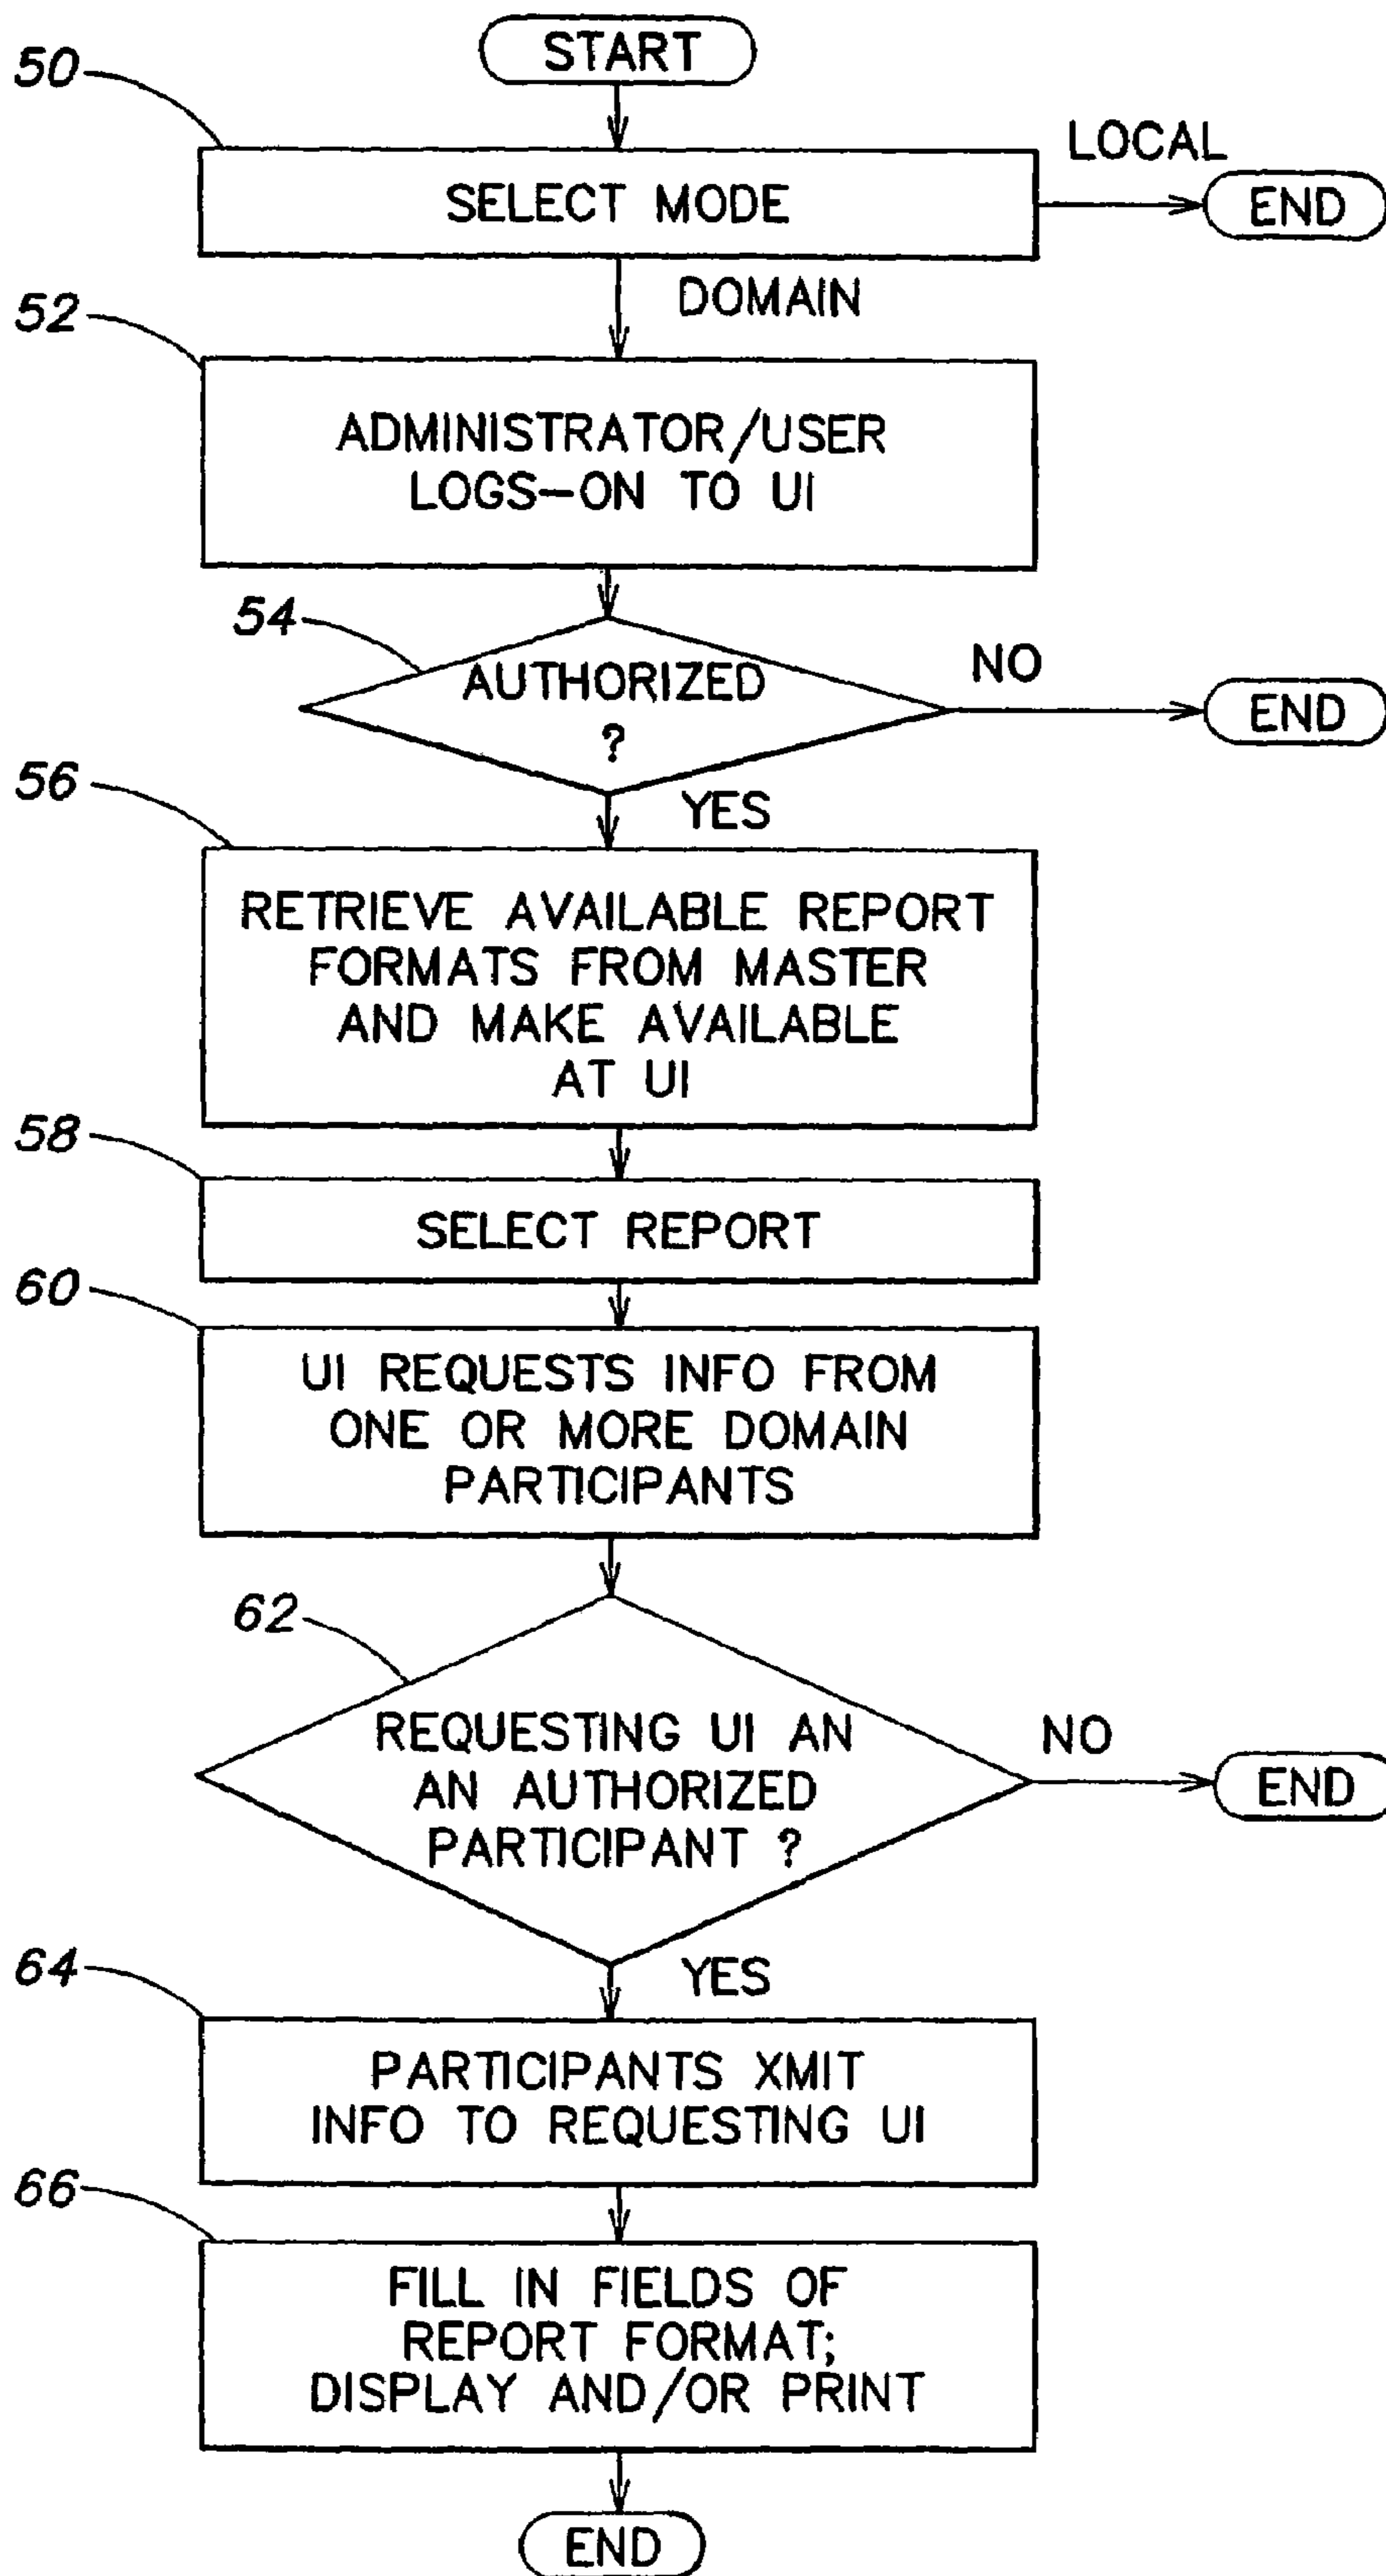 START
50
LOCAL
SELECT MODE
END
DOMAIN
52
ADMINISTRATOR/USER
LOGS-ON TO UI
54
AUTHORIZED
?
NO
END
YES
56
RETRIEVE AVAILABLE REPORT
FORMATS FROM MASTER
AND MAKE AVAILABLE
AT UI
58
SELECT REPORT
60
UI REQUESTS INFO FROM
ONE OR MORE DOMAIN
PARTICIPANTS
62
REQUESTING UI AN
AN AUTHORIZED
PARTICIPANT ?
NO
END
YES
64
PARTICIPANTS XMIT
INFO TO REQUESTING UI
66
FILL IN FIELDS OF
REPORT FORMAT;
DISPLAY AND/OR PRINT
END